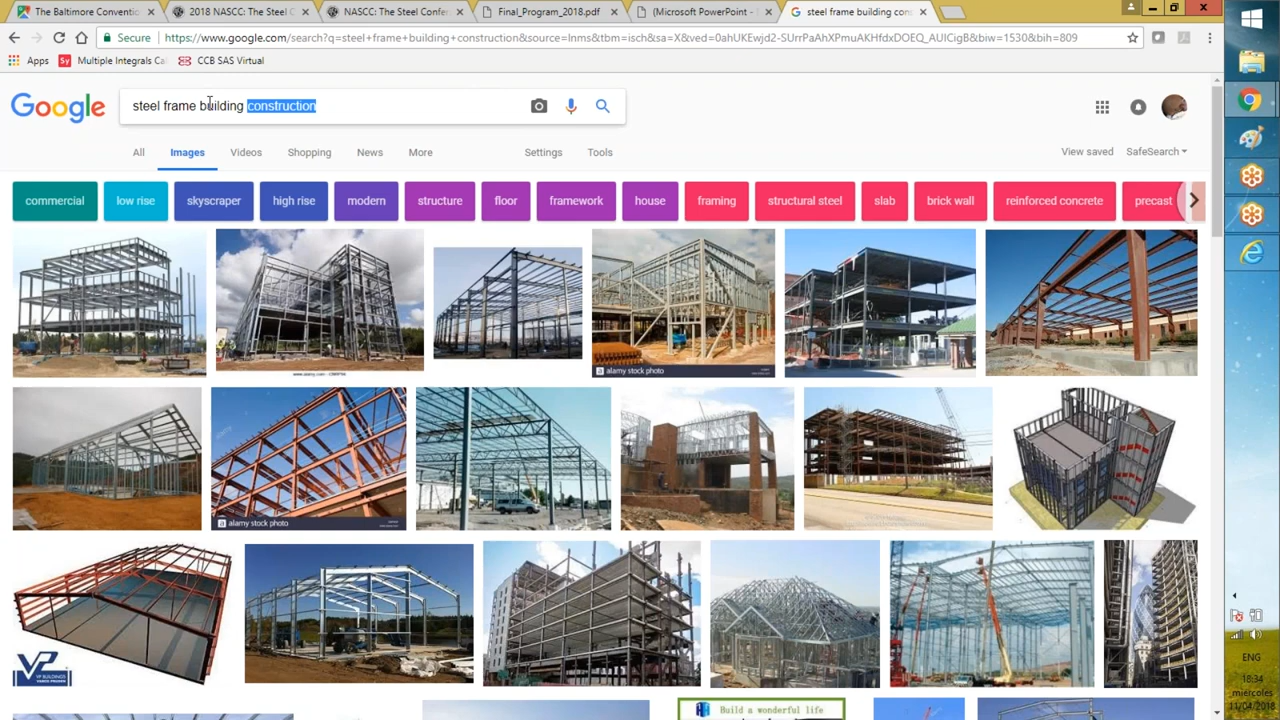 The Baltimore Conventi
2018 NASCC: The Steel C
NASCC: The Steel Confe
Final_Program_2018.pdf
(Microsoft PowerPoint -
steel frame building cons
Secure
https://www.google.com/search?q=steel+frame+building+construction&source=lnms&tbm=isch&sa=X&ved=0ahUKEwjd2-SUrrPaAhXPmuAKHfdxDOEQ_AUICigB&biw=1530&bih=809
Apps
Sy Multiple Integrals Ca
CCB SAS Virtual
Google
steel frame building construction
All
Images
Videos
Shopping
News
More
Settings
Tools
View saved
SafeSearch
commercial
low rise
skyscraper
high rise
modern
structure
floor
framework
house
framing
structural steel
slab
brick wall
reinforced concrete
precast
a alamy stock photo
a alamy stock photo
VP BUILDINGS
Build a wonderful life
ENG
18:34
miércoles
11/04/2018